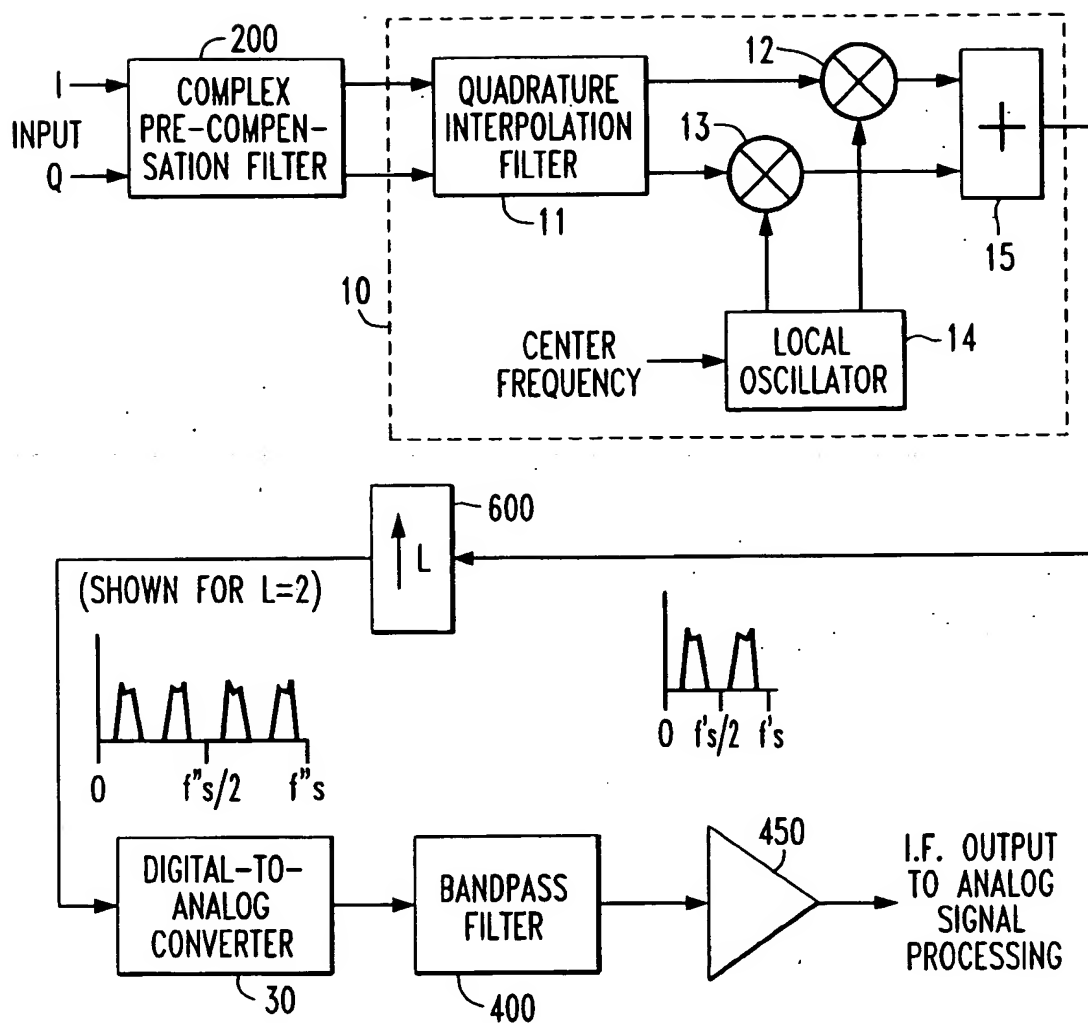 200
I
INPUT
Q
COMPLEX
PRE-COMPEN-
SATION FILTER
QUADRATURE
INTERPOLATION
FILTER
11
12
13
+
15
10
CENTER
FREQUENCY
LOCAL
OSCILLATOR
14
600
↑ L
(SHOWN FOR L=2)
0 f"s/2 f"s
0 f's/2 f's
DIGITAL-TO-
ANALOG
CONVERTER
30
BANDPASS
FILTER
400
450
I.F. OUTPUT
TO ANALOG
SIGNAL
PROCESSING